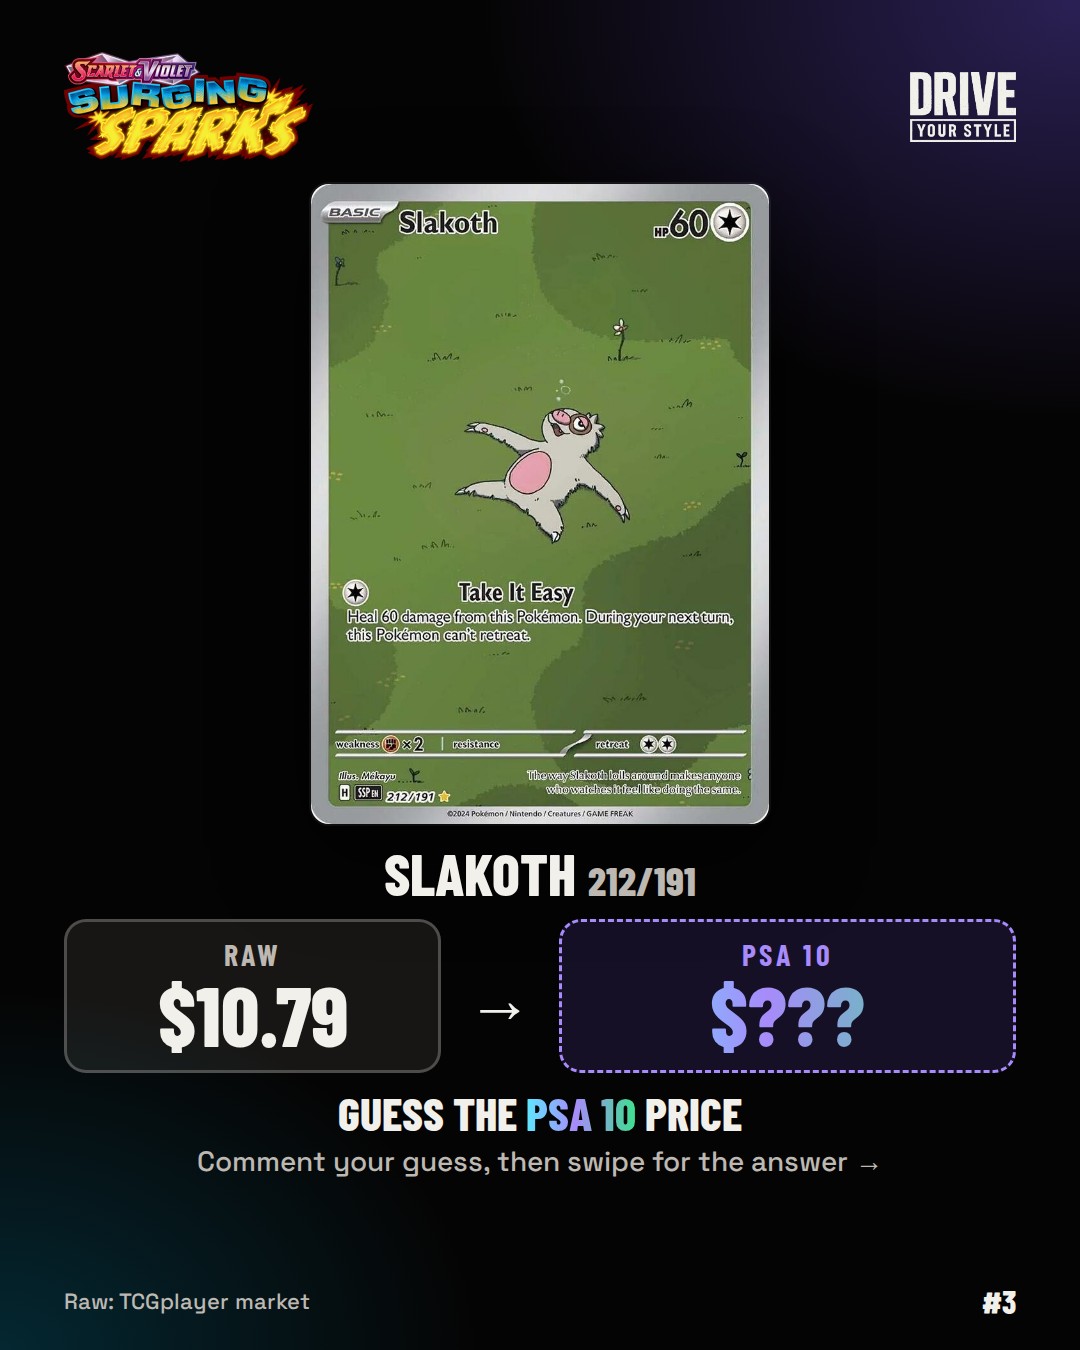 SCARLET & VIOLET
SURGING
SPARKS
DRIVE
YOUR STYLE
BASIC
Slakoth
HP60
Take It Easy
Heal 60 damage from this Pokémon. During your next turn,
this Pokémon can't retreat.
weakness ×2 resistance retreat
Illus. Mékayu
The way Slakoth lolls around makes anyone
who watches it feel like doing the same.
H SSP EN 212/191
©2024 Pokémon / Nintendo / Creatures / GAME FREAK
SLAKOTH 212/191
RAW
$10.79
→
PSA 10
$???
GUESS THE PSA 10 PRICE
Comment your guess, then swipe for the answer →
Raw: TCGplayer market
#3